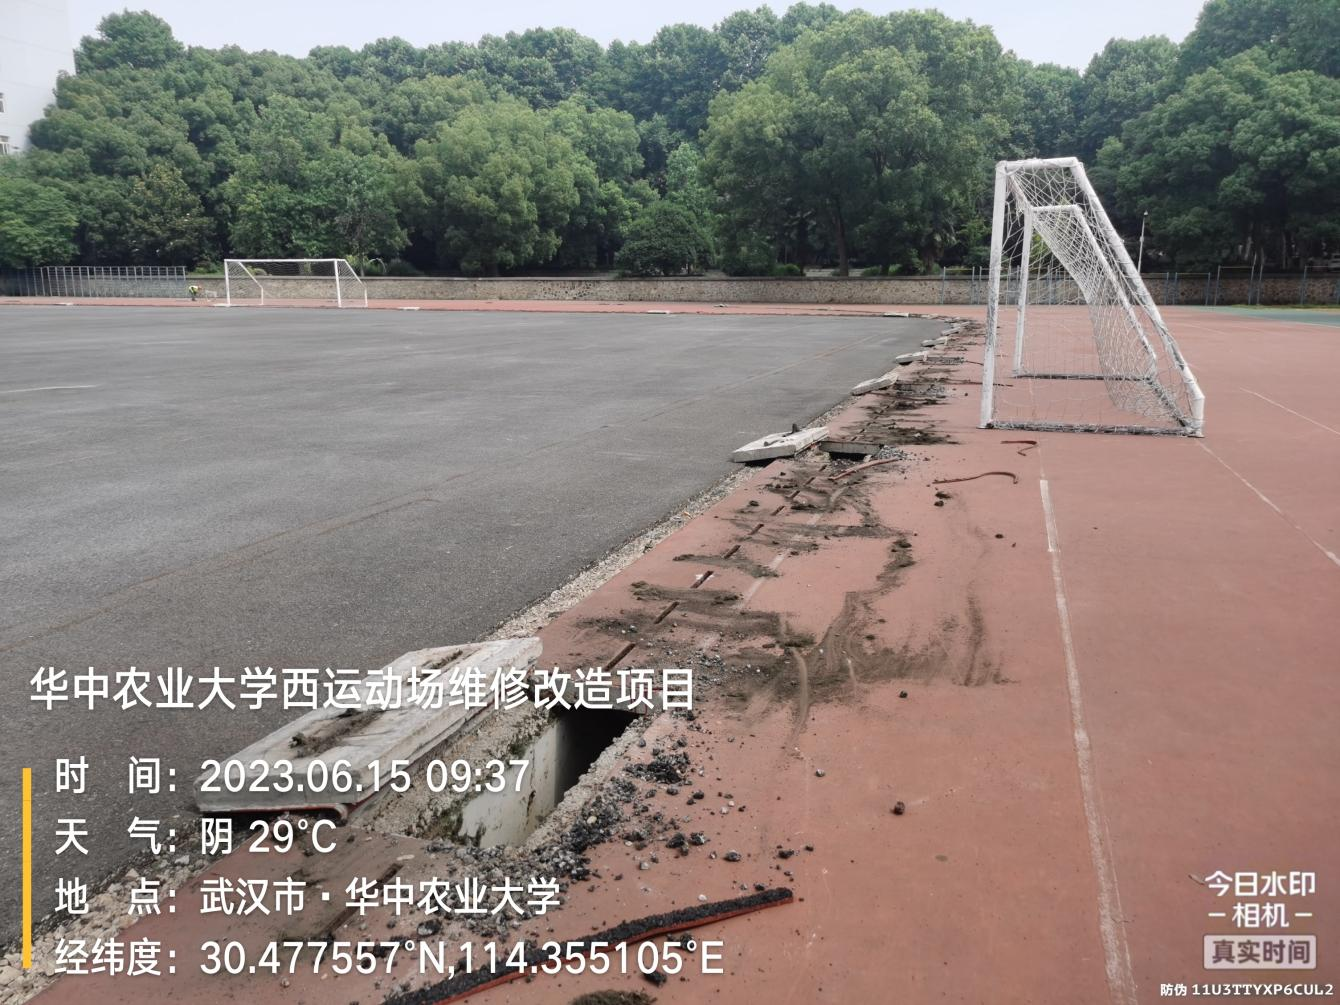 华中农业大学西运动场维修改造项目
时　间：2023.06.15 09:37
天　气：阴 29°C
地　点：武汉市·华中农业大学
经纬度：30.477557°N,114.355105°E
今日水印
-相机-
真实时间
防伪 11U3TTYXP6CUL2